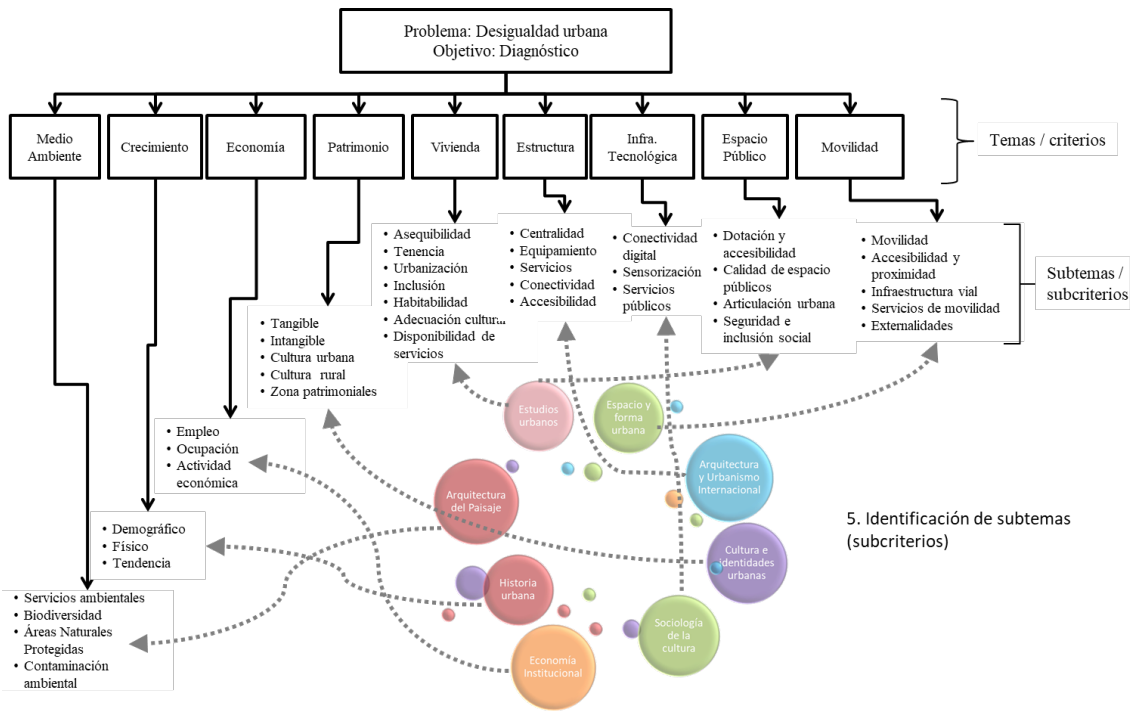 Problema: Desigualdad urbana
Objetivo: Diagnóstico
Medio
Ambiente
Crecimiento
Economía
Patrimonio
Vivienda
Estructura
Infra.
Tecnológica
Espacio
Público
Movilidad
Temas / criterios
• Asequibilidad
• Tenencia
• Urbanización
• Inclusión
• Habitabilidad
• Adecuación cultural
• Disponibilidad de
servicios
• Centralidad
• Equipamiento
• Servicios
• Conectividad
• Accesibilidad
• Conectividad
digital
• Sensorización
• Servicios
públicos
• Dotación y
accesibilidad
• Calidad de espacio
públicos
• Articulación urbana
• Seguridad e
inclusión social
• Movilidad
• Accesibilidad y
proximidad
• Infraestructura vial
• Servicios de movilidad
• Externalidades
Subtemas /
subcriterios
• Tangible
• Intangible
• Cultura urbana
• Cultura rural
• Zona patrimoniales
• Empleo
• Ocupación
• Actividad
económica
• Demográfico
• Físico
• Tendencia
• Servicios ambientales
• Biodiversidad
• Áreas Naturales
Protegidas
• Contaminación
ambiental
Estudios
urbanos
Espacio y
forma
urbana
Arquitectura
y Urbanismo
Internacional
Arquitectura
del Paisaje
Cultura e
identidades
urbanas
Historia
urbana
Sociología
de la
cultura
Economía
Institucional
5. Identificación de subtemas
(subcriterios)